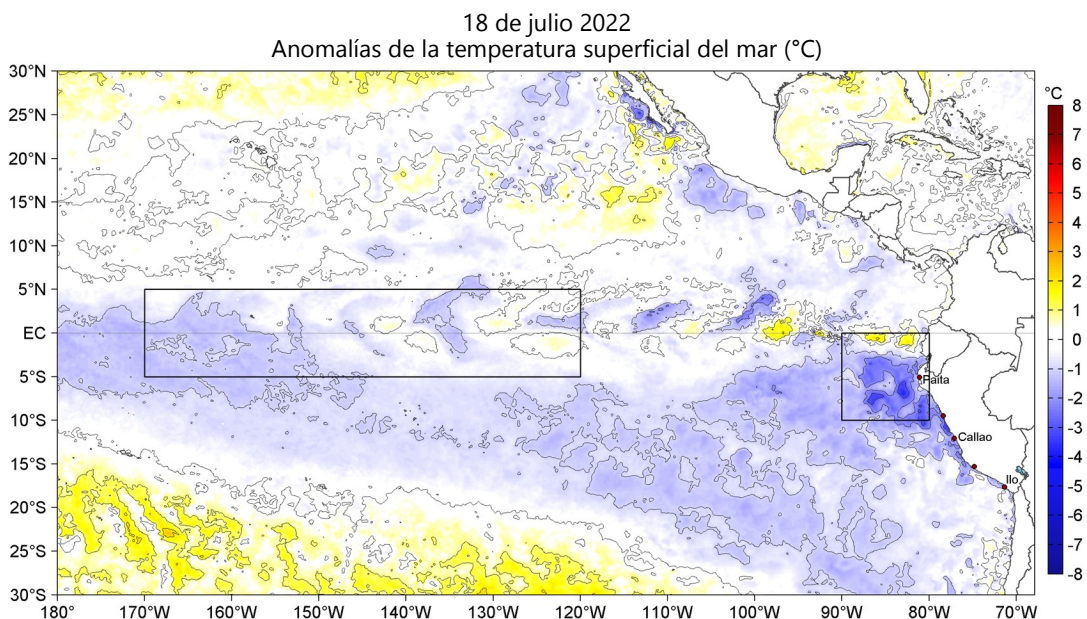 18 de julio 2022
Anomalías de la temperatura superficial del mar (°C)
30°N
25°N
20°N
15°N
10°N
5°N
EC
5°S
10°S
15°S
20°S
25°S
30°S
180
170°W
160°W
150°W
140°W
130°W
120°W
110°W
100°W
90°W
80°W
70°W
Paita
Callao
Ilo
°C
8
7
6
5
4
3
2
1
0
-1
-2
-3
-4
-5
-6
-7
-8